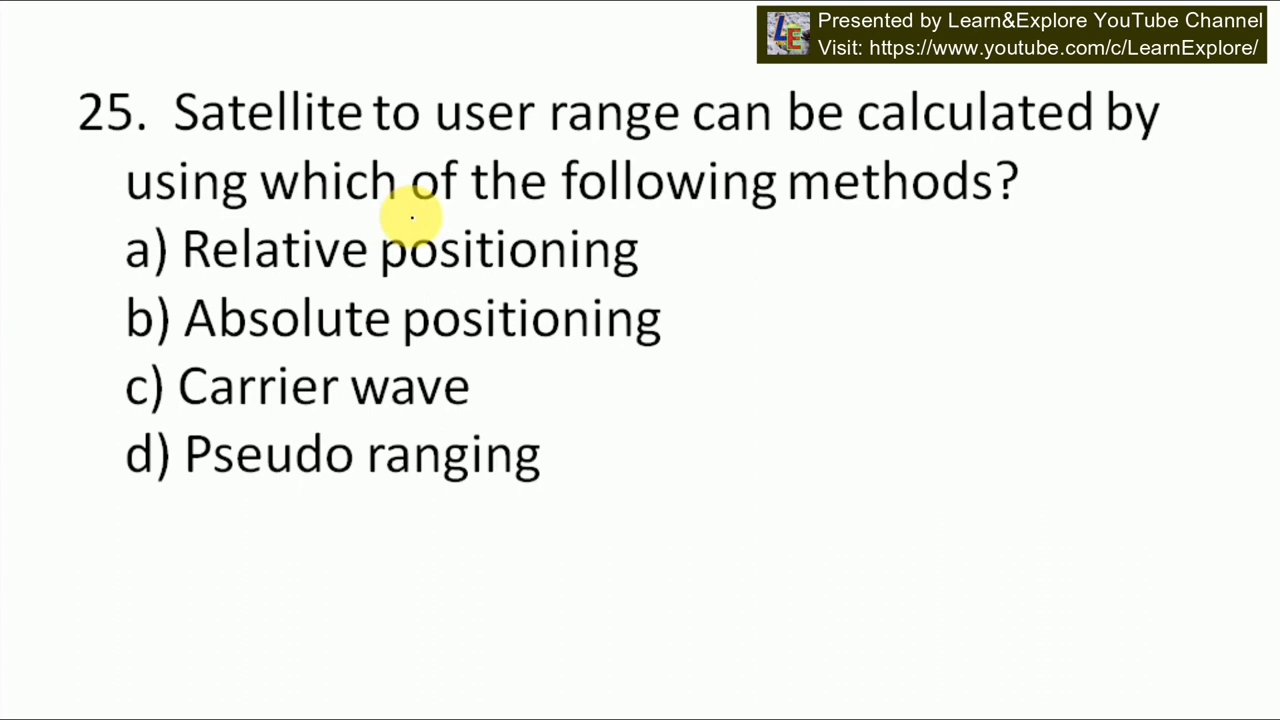 Presented by Learn&Explore YouTube Channel
Visit: https://www.youtube.com/c/LearnExplore/
25. Satellite to user range can be calculated by
using which of the following methods?
a) Relative positioning
b) Absolute positioning
c) Carrier wave
d) Pseudo ranging